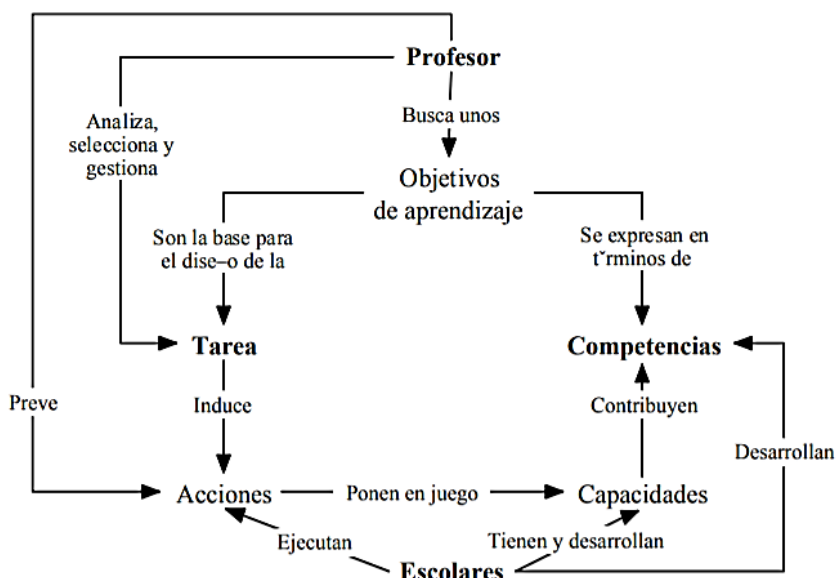 Profesor
Analiza,
selecciona y
gestiona
Busca unos
Objetivos
de aprendizaje
Son la base para
el dise–o de la
Se expresan en
tˇrminos de
Tarea
Competencias
Preve
Induce
Contribuyen
Desarrollan
Acciones
Ponen en juego
Capacidades
Ejecutan
Tienen y desarrollan
Escolares